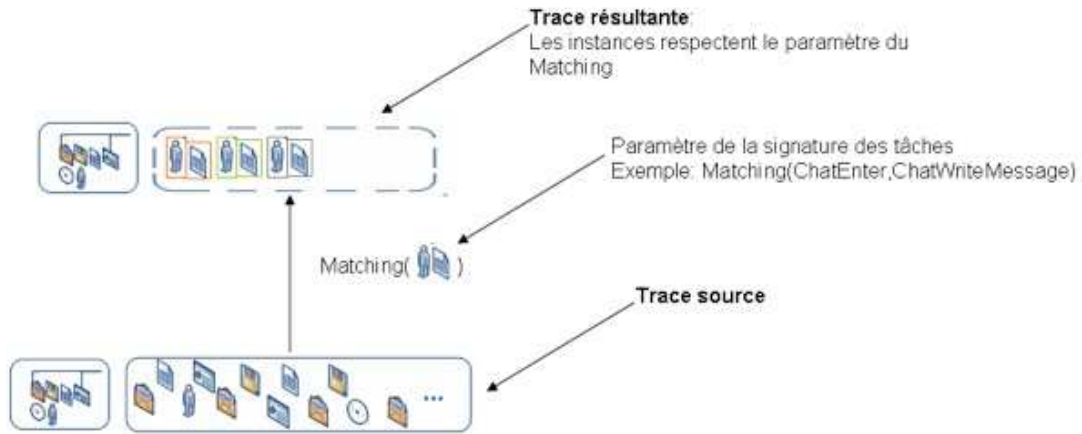 Trace résultante
Les instances respectent le paramètre du
Matching
Paramètre de la signature des tâches
Exemple: Matching(ChatEnter,ChatWriteMessage)
Matching( )
Trace source
...